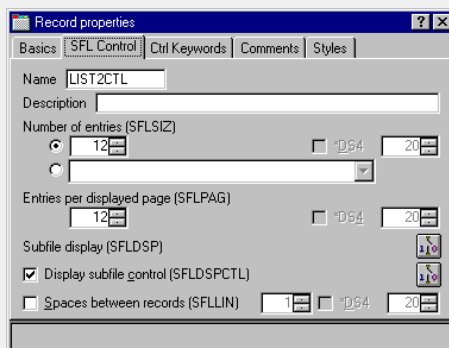 Record properties
Basics SFL Control Ctrl Keywords Comments Styles
Name LIST2CTL
Description
Number of entries (SFLSIZ)
12 *DS4 20
Entries per displayed page (SFLPAG)
12 *DS4 20
Subfile display (SFLDSP)
Display subfile control (SFLDSPCTL)
Spaces between records (SFLLIN) 1 *DS4 20